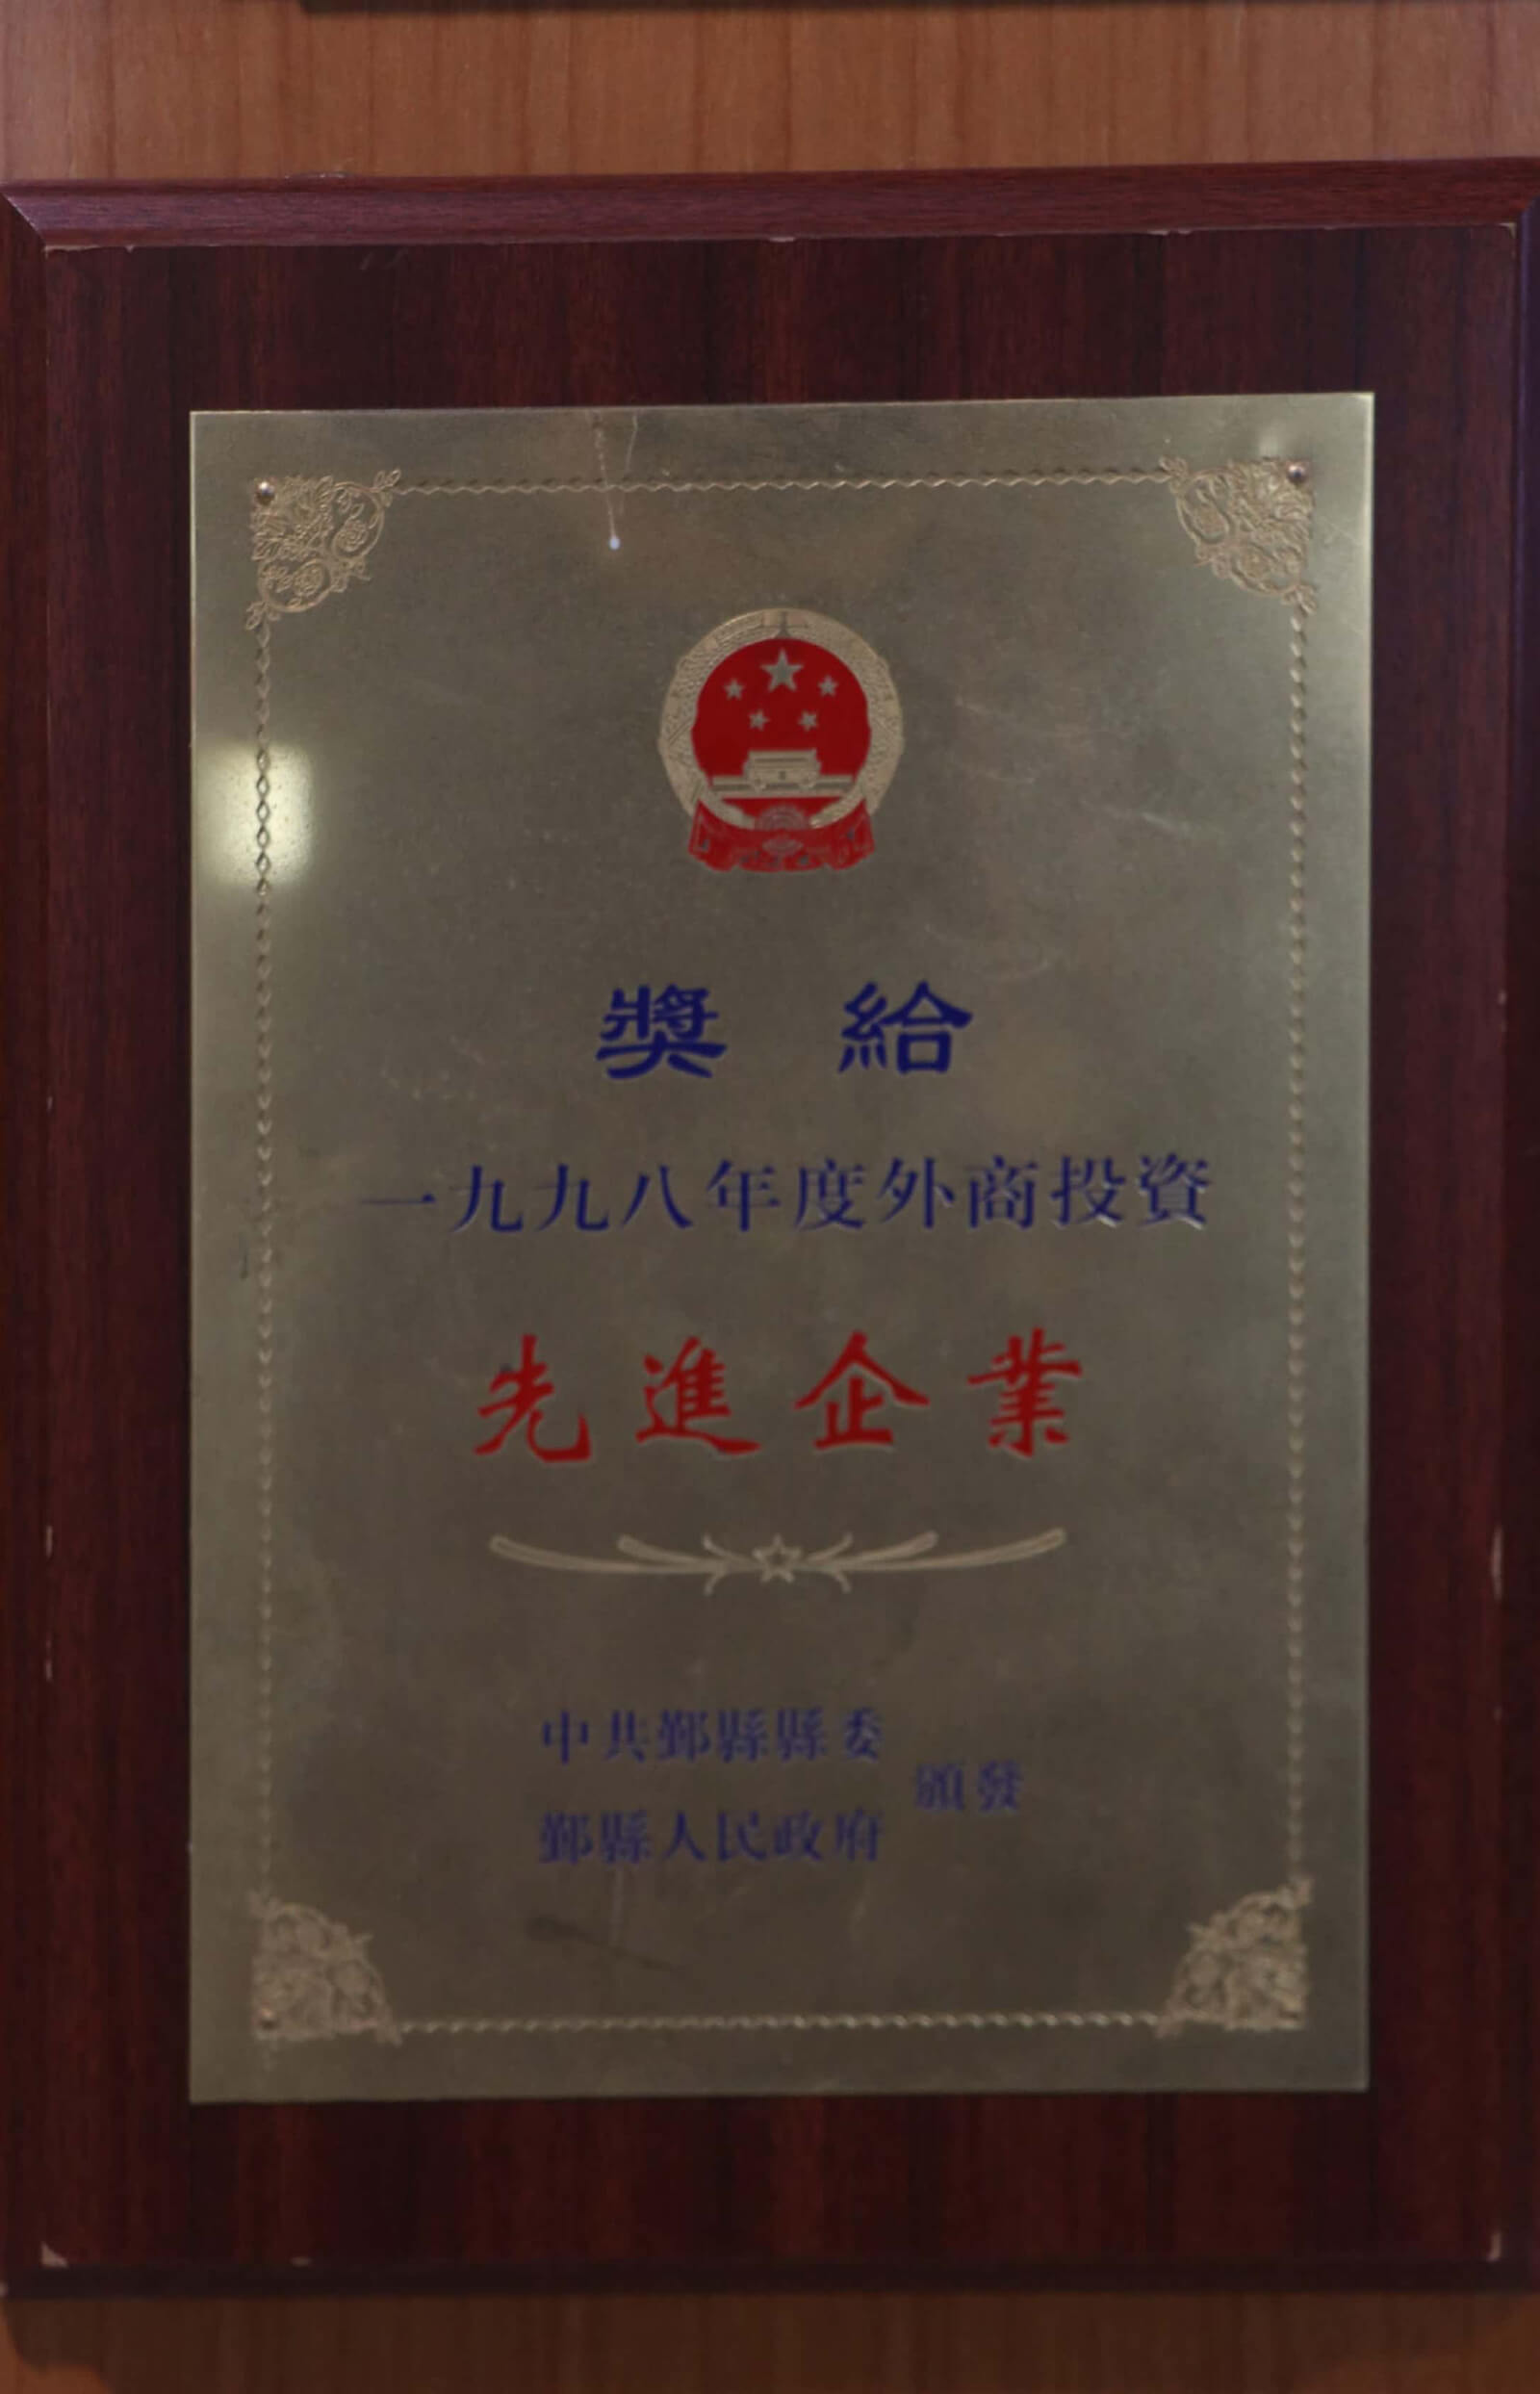 獎給
一九九八年度外商投資
先進企業
中共鄞縣縣委
鄞縣人民政府
頒發